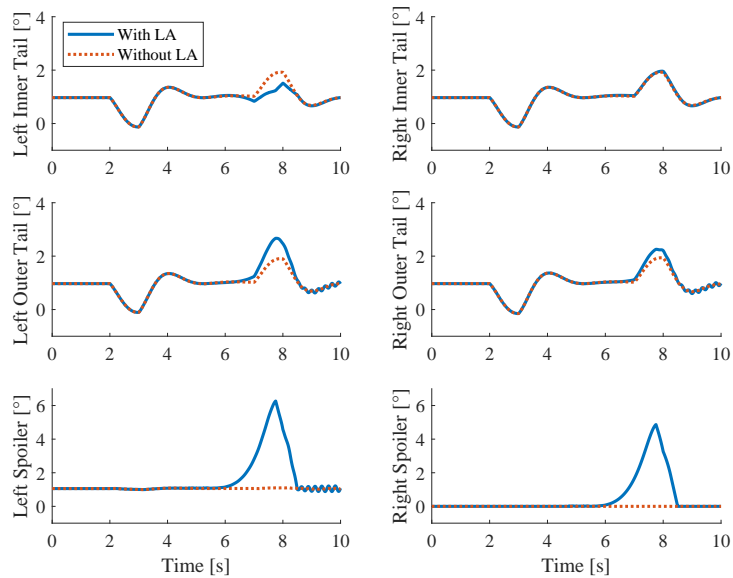 Left Inner Tail [°]
4
2
0
With LA
Without LA
0 2 4 6 8 10
Right Inner Tail [°]
4
2
0
0 2 4 6 8 10
Left Outer Tail [°]
4
2
0
0 2 4 6 8 10
Right Outer Tail [°]
4
2
0
0 2 4 6 8 10
Left Spoiler [°]
6
4
2
0
0 2 4 6 8 10
Time [s]
Right Spoiler [°]
6
4
2
0
0 2 4 6 8 10
Time [s]